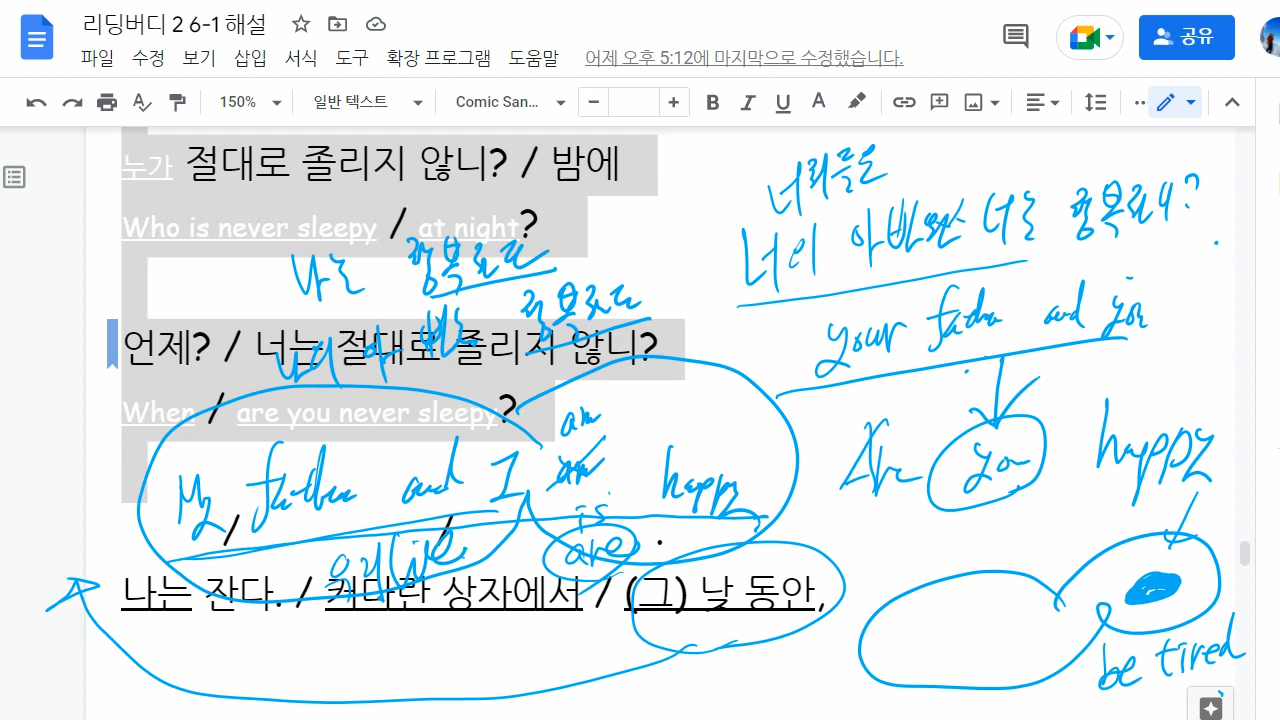 리딩버디 2 6-1 해설
공유
파일 수정 보기 삽입 서식 도구 확장 프로그램 도움말 어제 오후 5:12에 마지막으로 수정했습니다.
150% 일반 텍스트 Comic San... − + B I U A
누가 절대로 졸리지 않니? / 밤에
Who is never sleepy / at night?
너희들은
너의 아빠와 너는 행복하니?
나는 행복하다
행복하다
your father and you
언제? / 너는 절대로 졸리지 않니?
나의 아빠는
When / are you never sleepy?
am
Are you happy
My father and I happy
is
are .
우리(we
/ /
나는 잔다. / 커다란 상자에서 / (그) 낮 동안,
be tired